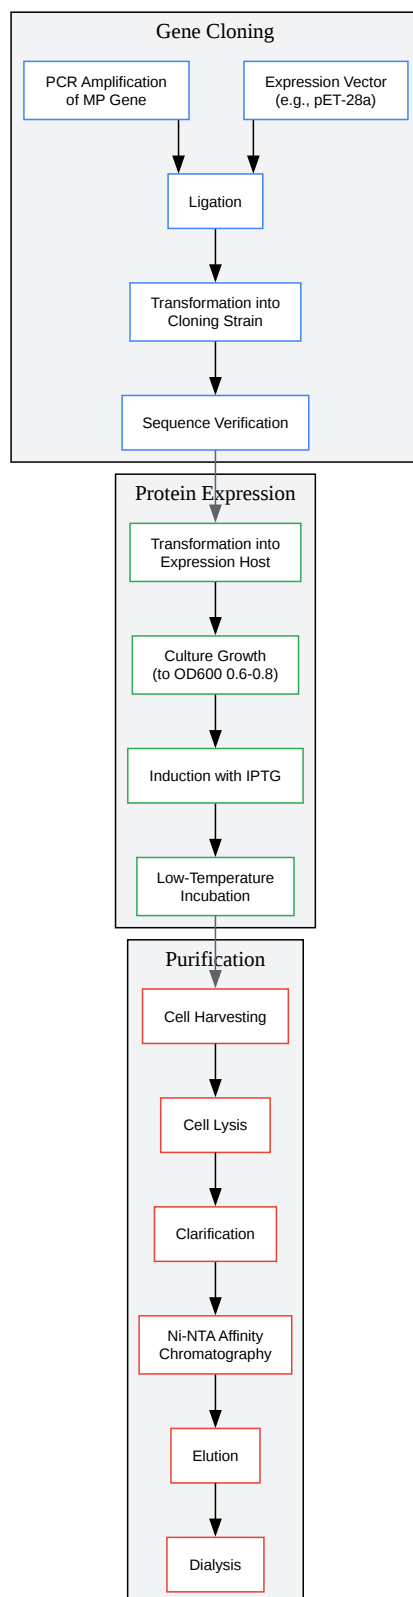 Gene Cloning
PCR Amplification
of MP Gene
Expression Vector
(e.g., pET-28a)
Ligation
Transformation into
Cloning Strain
Sequence Verification
Protein Expression
Transformation into
Expression Host
Culture Growth
(to OD600 0.6-0.8)
Induction with IPTG
Low-Temperature
Incubation
Purification
Cell Harvesting
Cell Lysis
Clarification
Ni-NTA Affinity
Chromatography
Elution
Dialysis